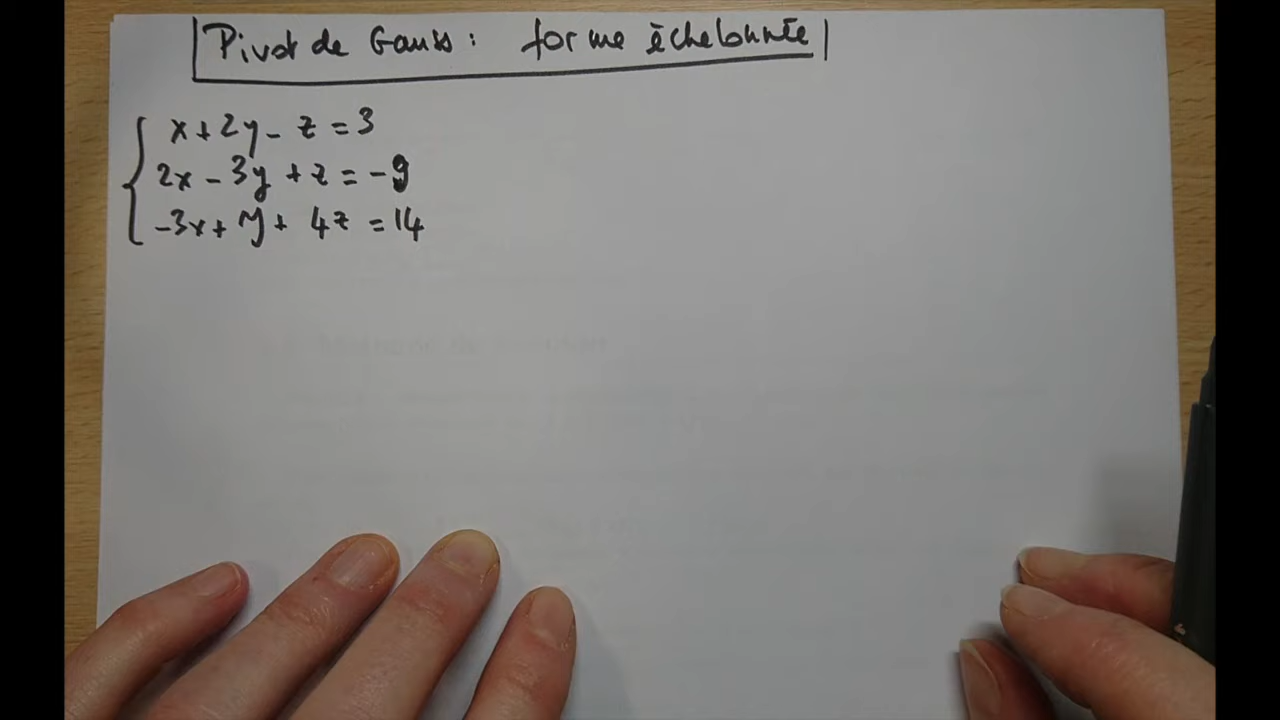 Pivot de Gauss : forme échelonnée
x + 2y - z = 3
2x - 3y + z = -9
-3x + y + 4z = 14